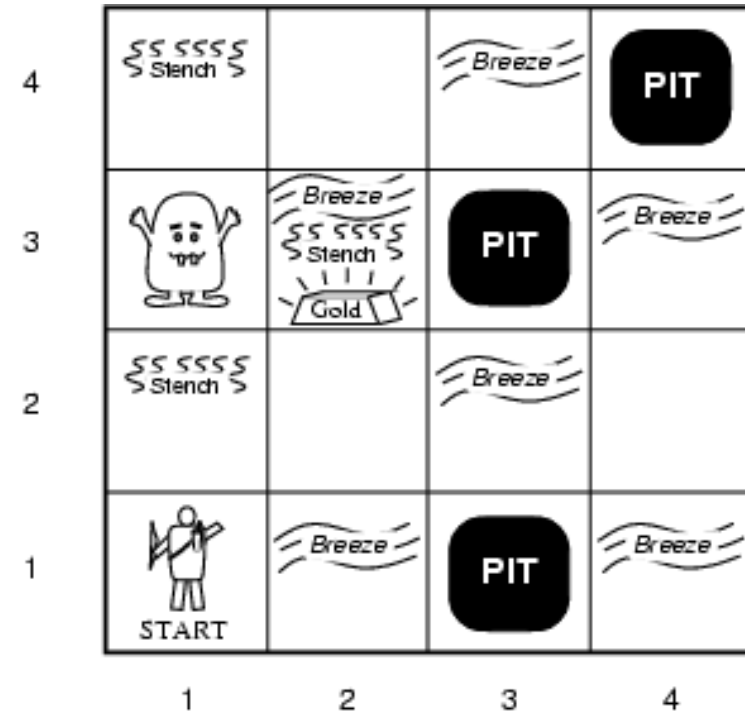 Stench
Breeze
PIT
4
Breeze
Stench
Gold
PIT
Breeze
3
Stench
Breeze
2
START
Breeze
PIT
Breeze
1
1 2 3 4